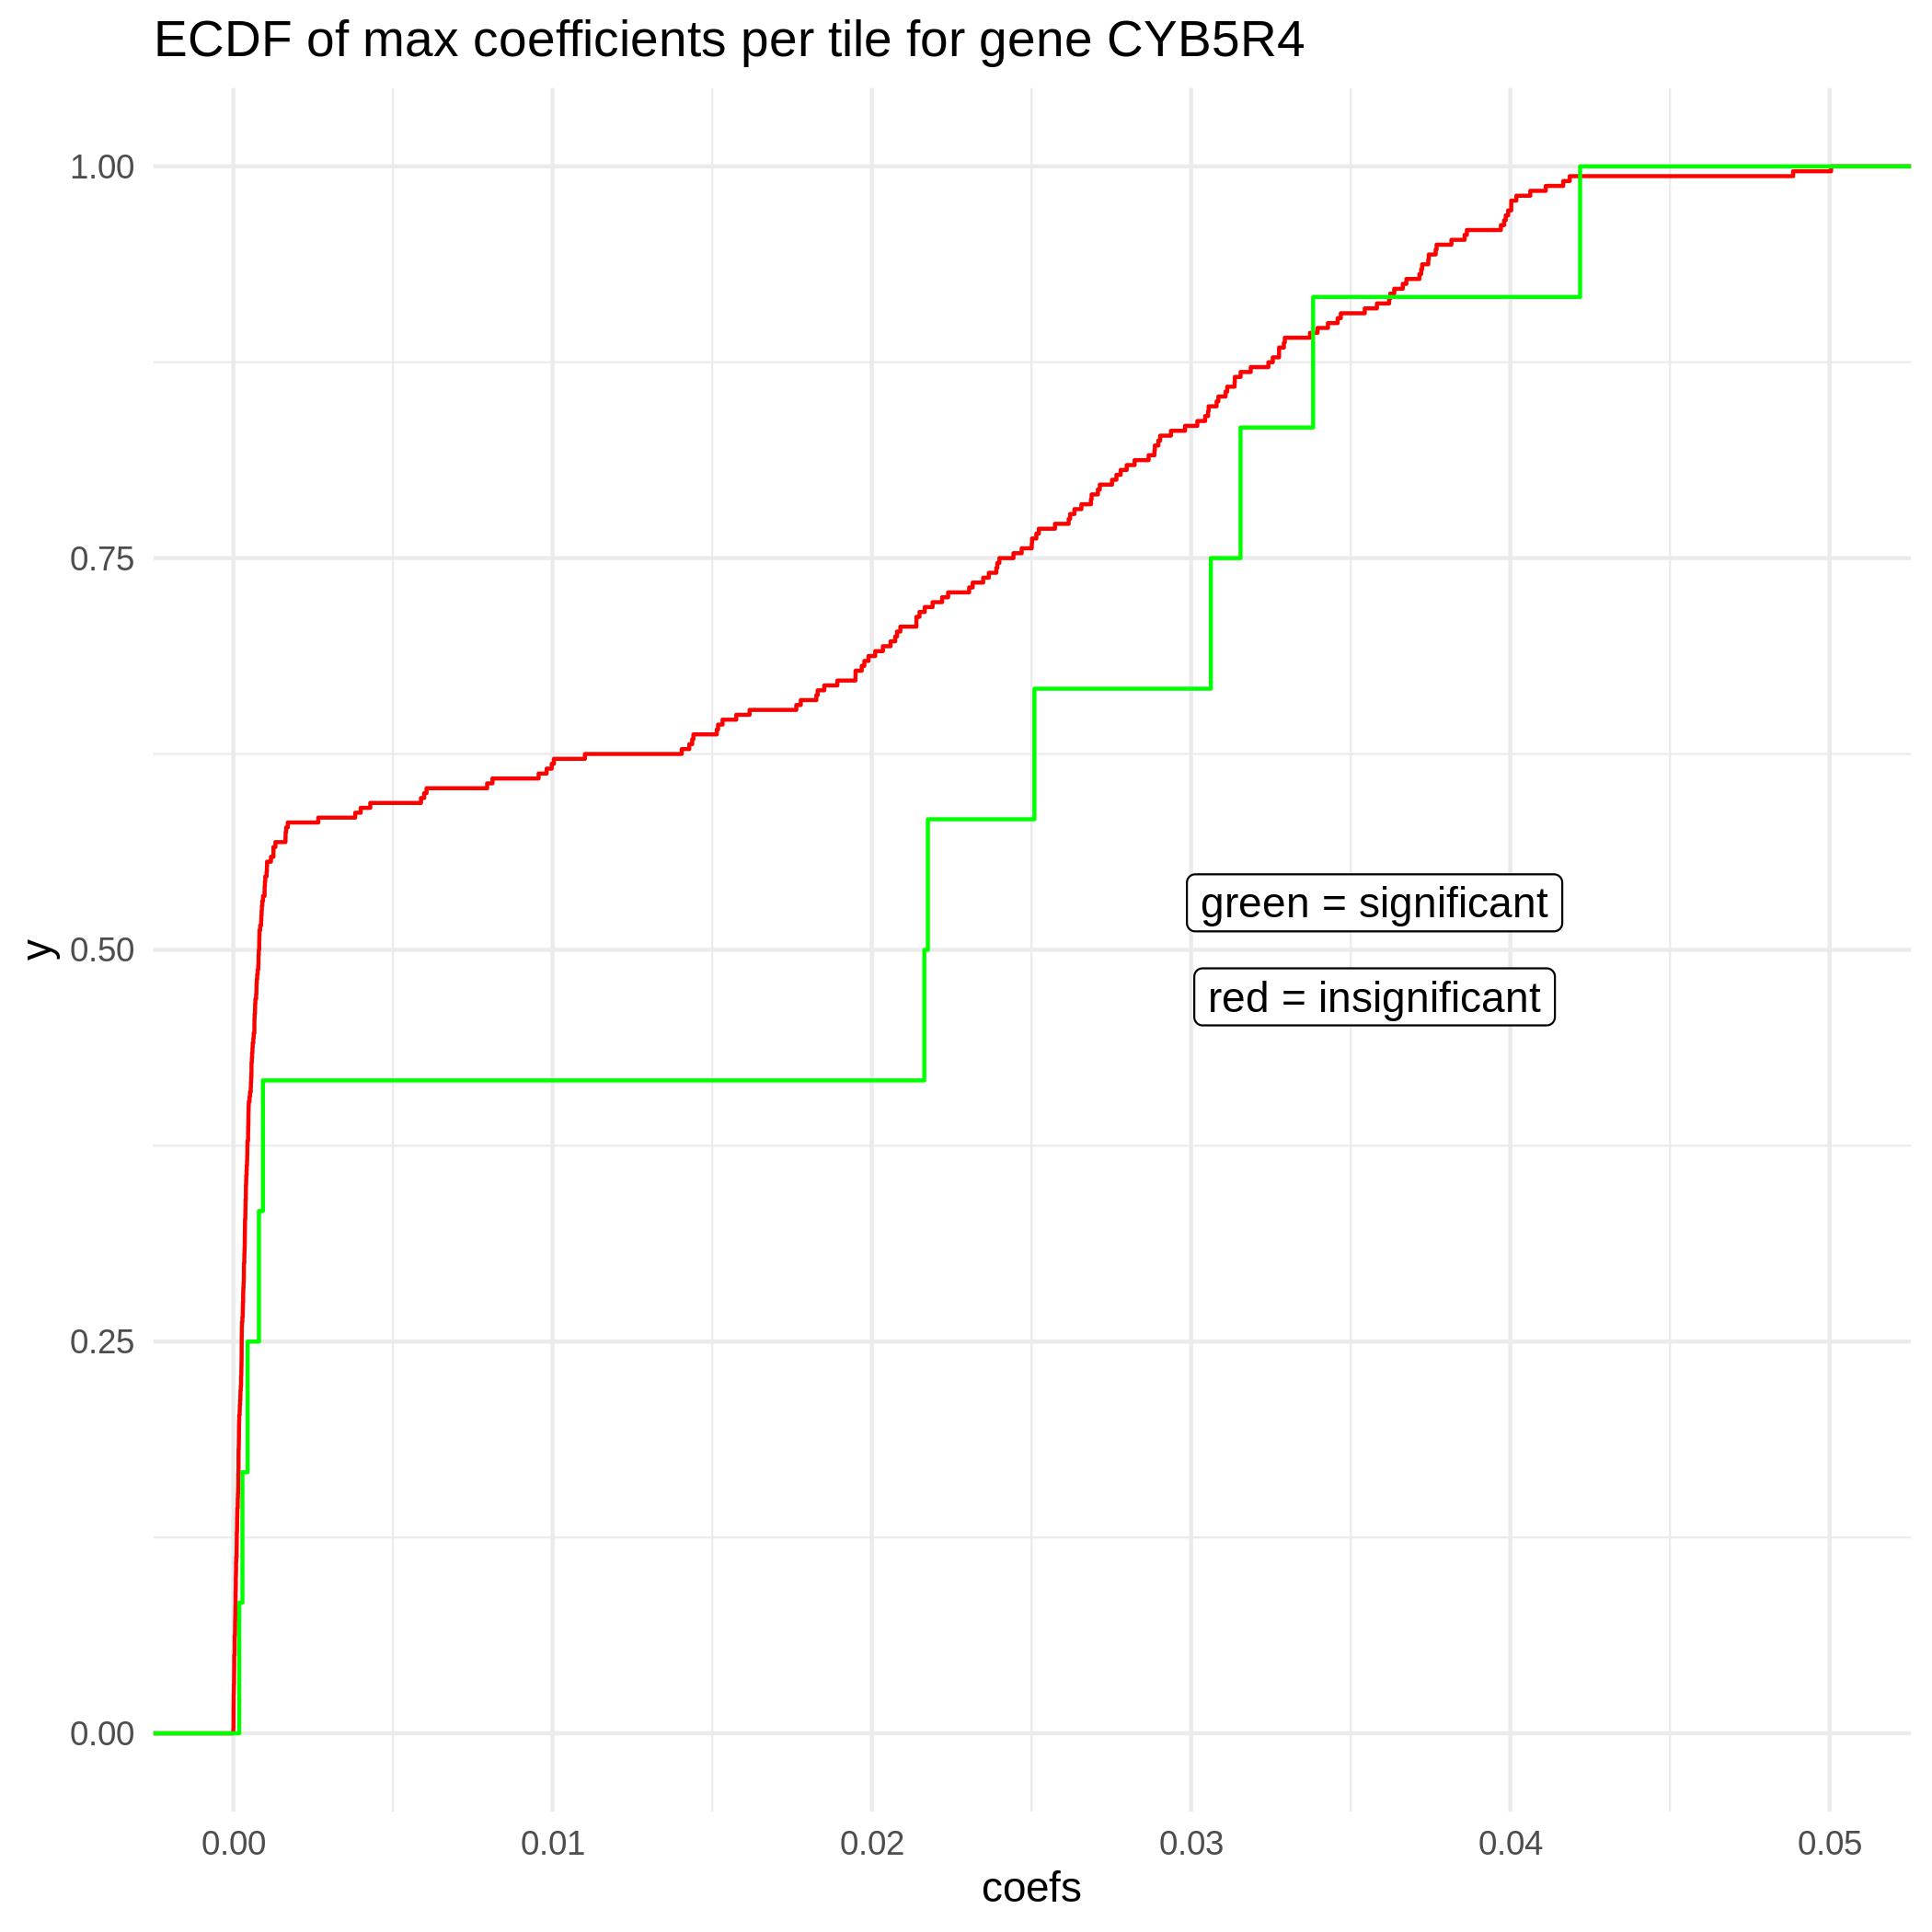 ECDF of max coefficients per tile for gene CYB5R4
1.00
0.75
0.50
0.25
0.00
y
green = significant
red = insignificant
0.00 0.01 0.02 0.03 0.04 0.05
coefs